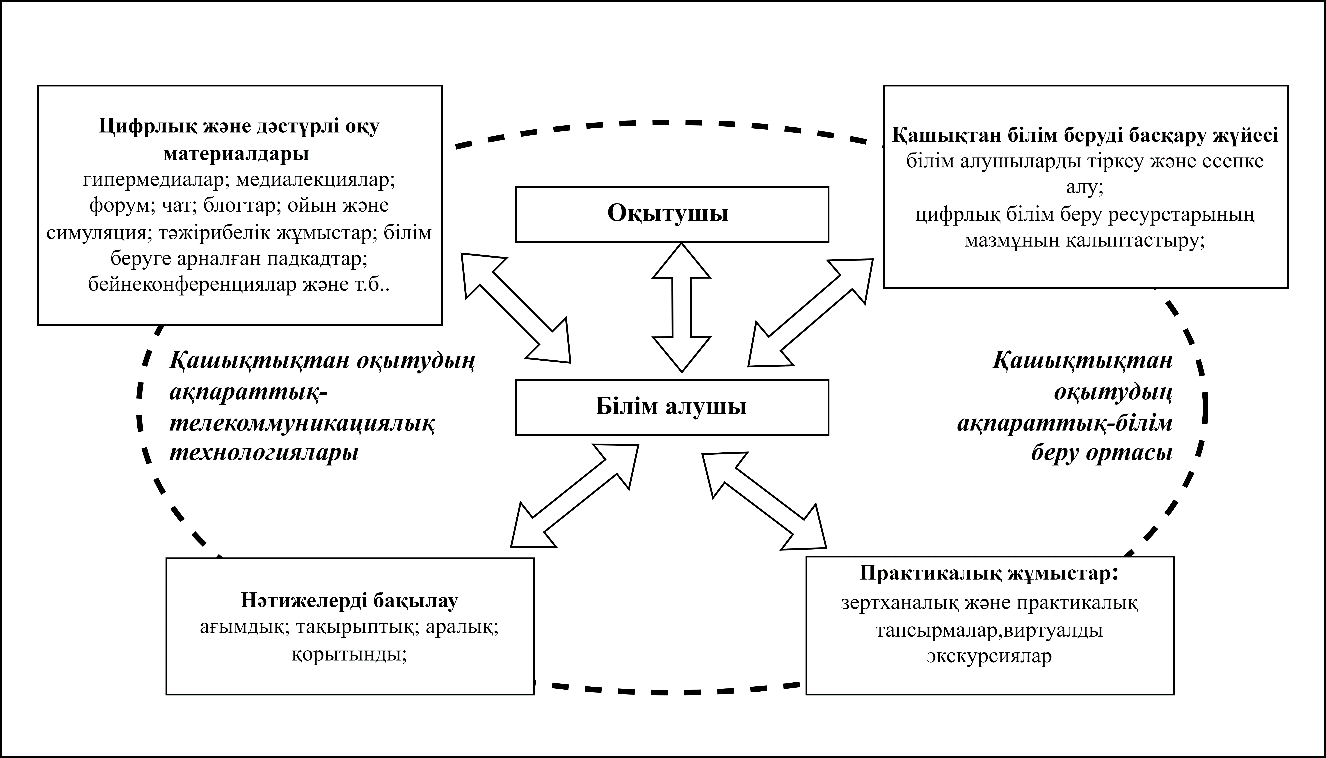 Цифрлық және дәстүрлі оқу
материалдары
гипермедиалар; медиалекциялар;
форум; чат; блогтар; ойын және
симуляция; тәжірибелік жұмыстар; білім
беруге арналған падкадтар;
бейнеконференциялар және т.б..
Қашықтан білім беруді басқару жүйесі
білім алушыларды тіркеу және есепке
алу;
цифрлық білім беру ресурстарының
мазмұнын қалыптастыру;
Оқытушы
Білім алушы
Қашықтықтан оқытудың
ақпараттық-
телекоммуникациялық
технологиялары
Қашықтықтан
оқытудың
ақпараттық-білім
беру ортасы
Нәтижелерді бақылау
ағымдық; тақырыптық; аралық;
қорытынды;
Практикалық жұмыстар:
зертханалық және практикалық
тапсырмалар,виртуалды
экскурсиялар